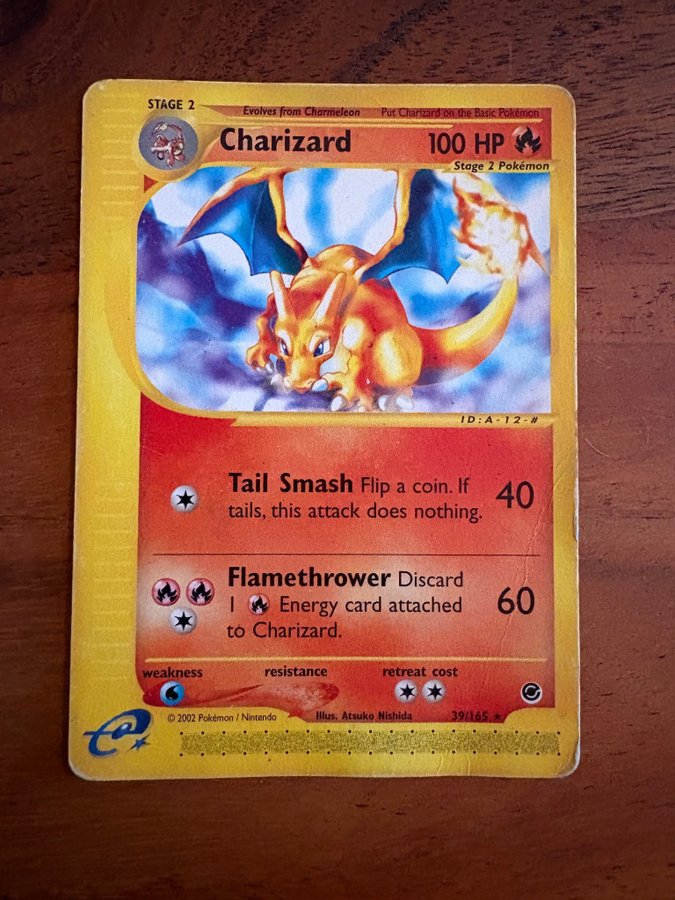 STAGE 2
Evolves from Charmeleon
Put Charizard on the Basic Pokémon
Charizard
100 HP
Stage 2 Pokémon
ID:A-12-#
Tail Smash Flip a coin. If
tails, this attack does nothing.
40
Flamethrower Discard
1 Energy card attached
to Charizard.
60
weakness
resistance
retreat cost
© 2002 Pokémon / Nintendo
Illus. Atsuko Nishida
39/165 ★
e